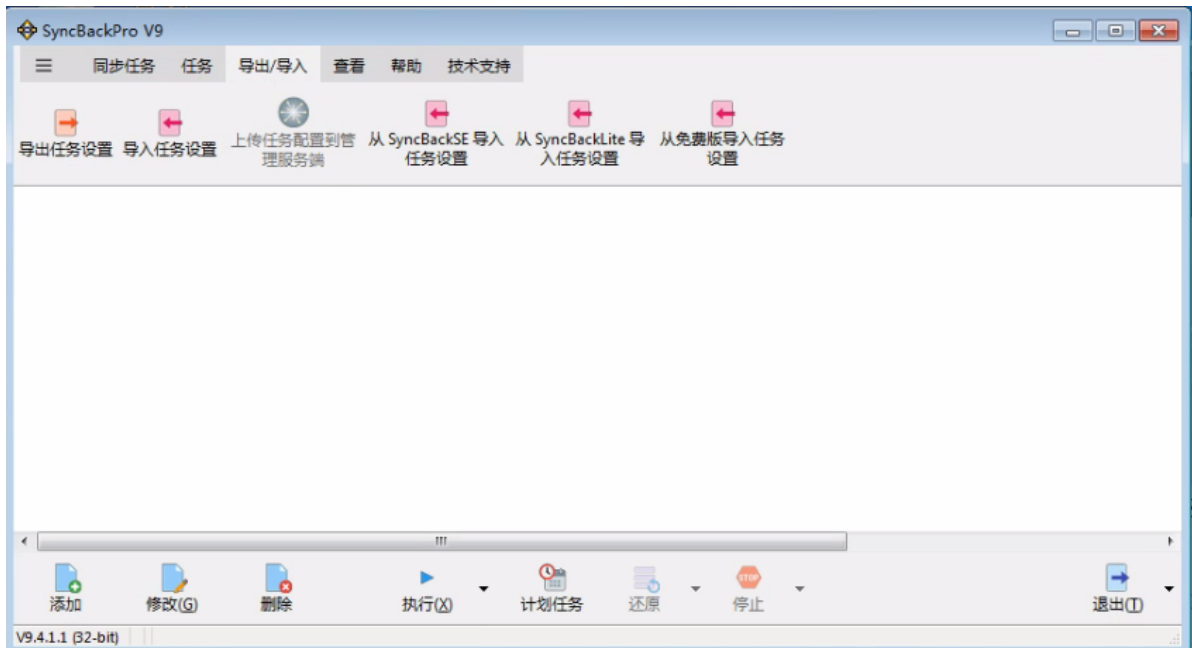 SyncBackPro V9
☰ 同步任务 任务 导出/导入 查看 帮助 技术支持
导出任务设置 导入任务设置 上传任务配置到管 从 SyncBackSE 导入 从 SyncBackLite 导 从免费版导入任务
理服务端 任务设置 入任务设置 设置
添加 修改(G) 删除 执行(X) 计划任务 还原 STOP 停止 退出(T)
V9.4.1.1 (32-bit)